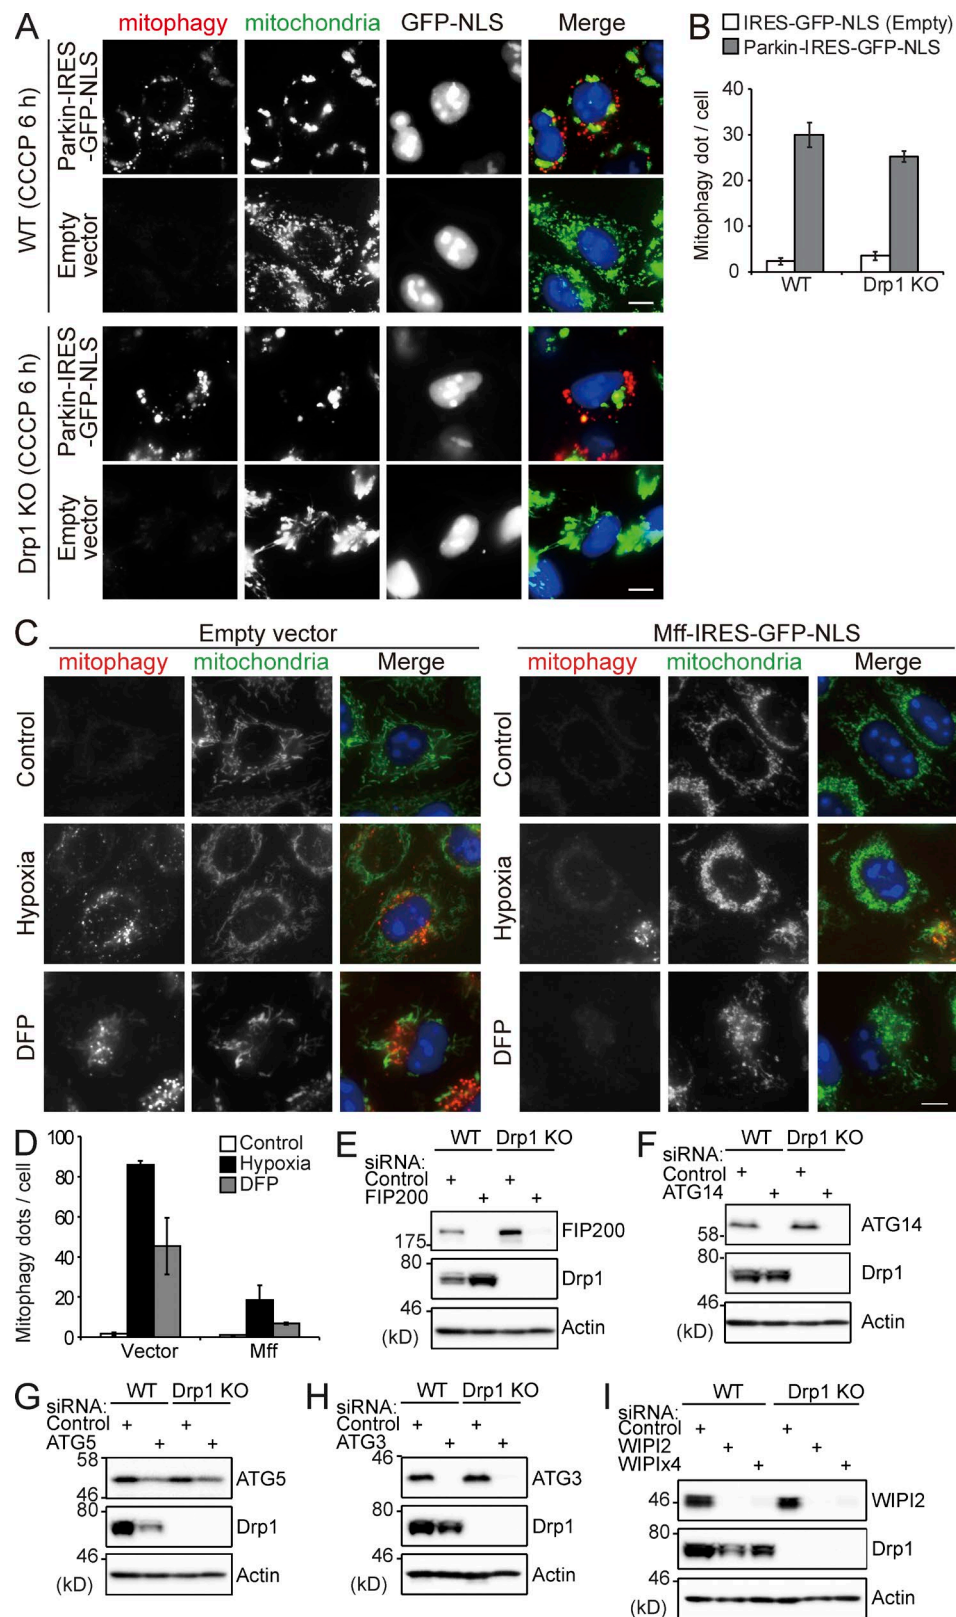 A
mitophagy mitochondria GFP-NLS Merge
WT (CCCP 6 h)
Parkin-IRES
-GFP-NLS
Empty
vector
Drp1 KO (CCCP 6 h)
Parkin-IRES
-GFP-NLS
Empty
vector
B
IRES-GFP-NLS (Empty)
Parkin-IRES-GFP-NLS
Mitophagy dot / cell
40
30
20
10
0
WT Drp1 KO
C
Empty vector Mff-IRES-GFP-NLS
mitophagy mitochondria Merge mitophagy mitochondria Merge
Control Control
Hypoxia Hypoxia
DFP DFP
D
Mitophagy dots / cell
100
80
60
40
20
0
Control
Hypoxia
DFP
Vector Mff
E
WT Drp1 KO
siRNA:
Control + +
FIP200 + +
175 FIP200
80 Drp1
46 Actin
(kD)
F
WT Drp1 KO
siRNA:
Control + +
ATG14 + +
58 ATG14
80 Drp1
46 Actin
(kD)
G
WT Drp1 KO
siRNA:
Control + +
ATG5 + +
58
ATG5
46
80
Drp1
46
Actin
(kD)
H
WT Drp1 KO
siRNA:
Control + +
ATG3 + +
46
ATG3
80
Drp1
46
Actin
(kD)
I
WT Drp1 KO
siRNA:
Control + +
WIPI2 + +
WIPIx4 + +
46 WIPI2
80
Drp1
46
Actin
(kD)